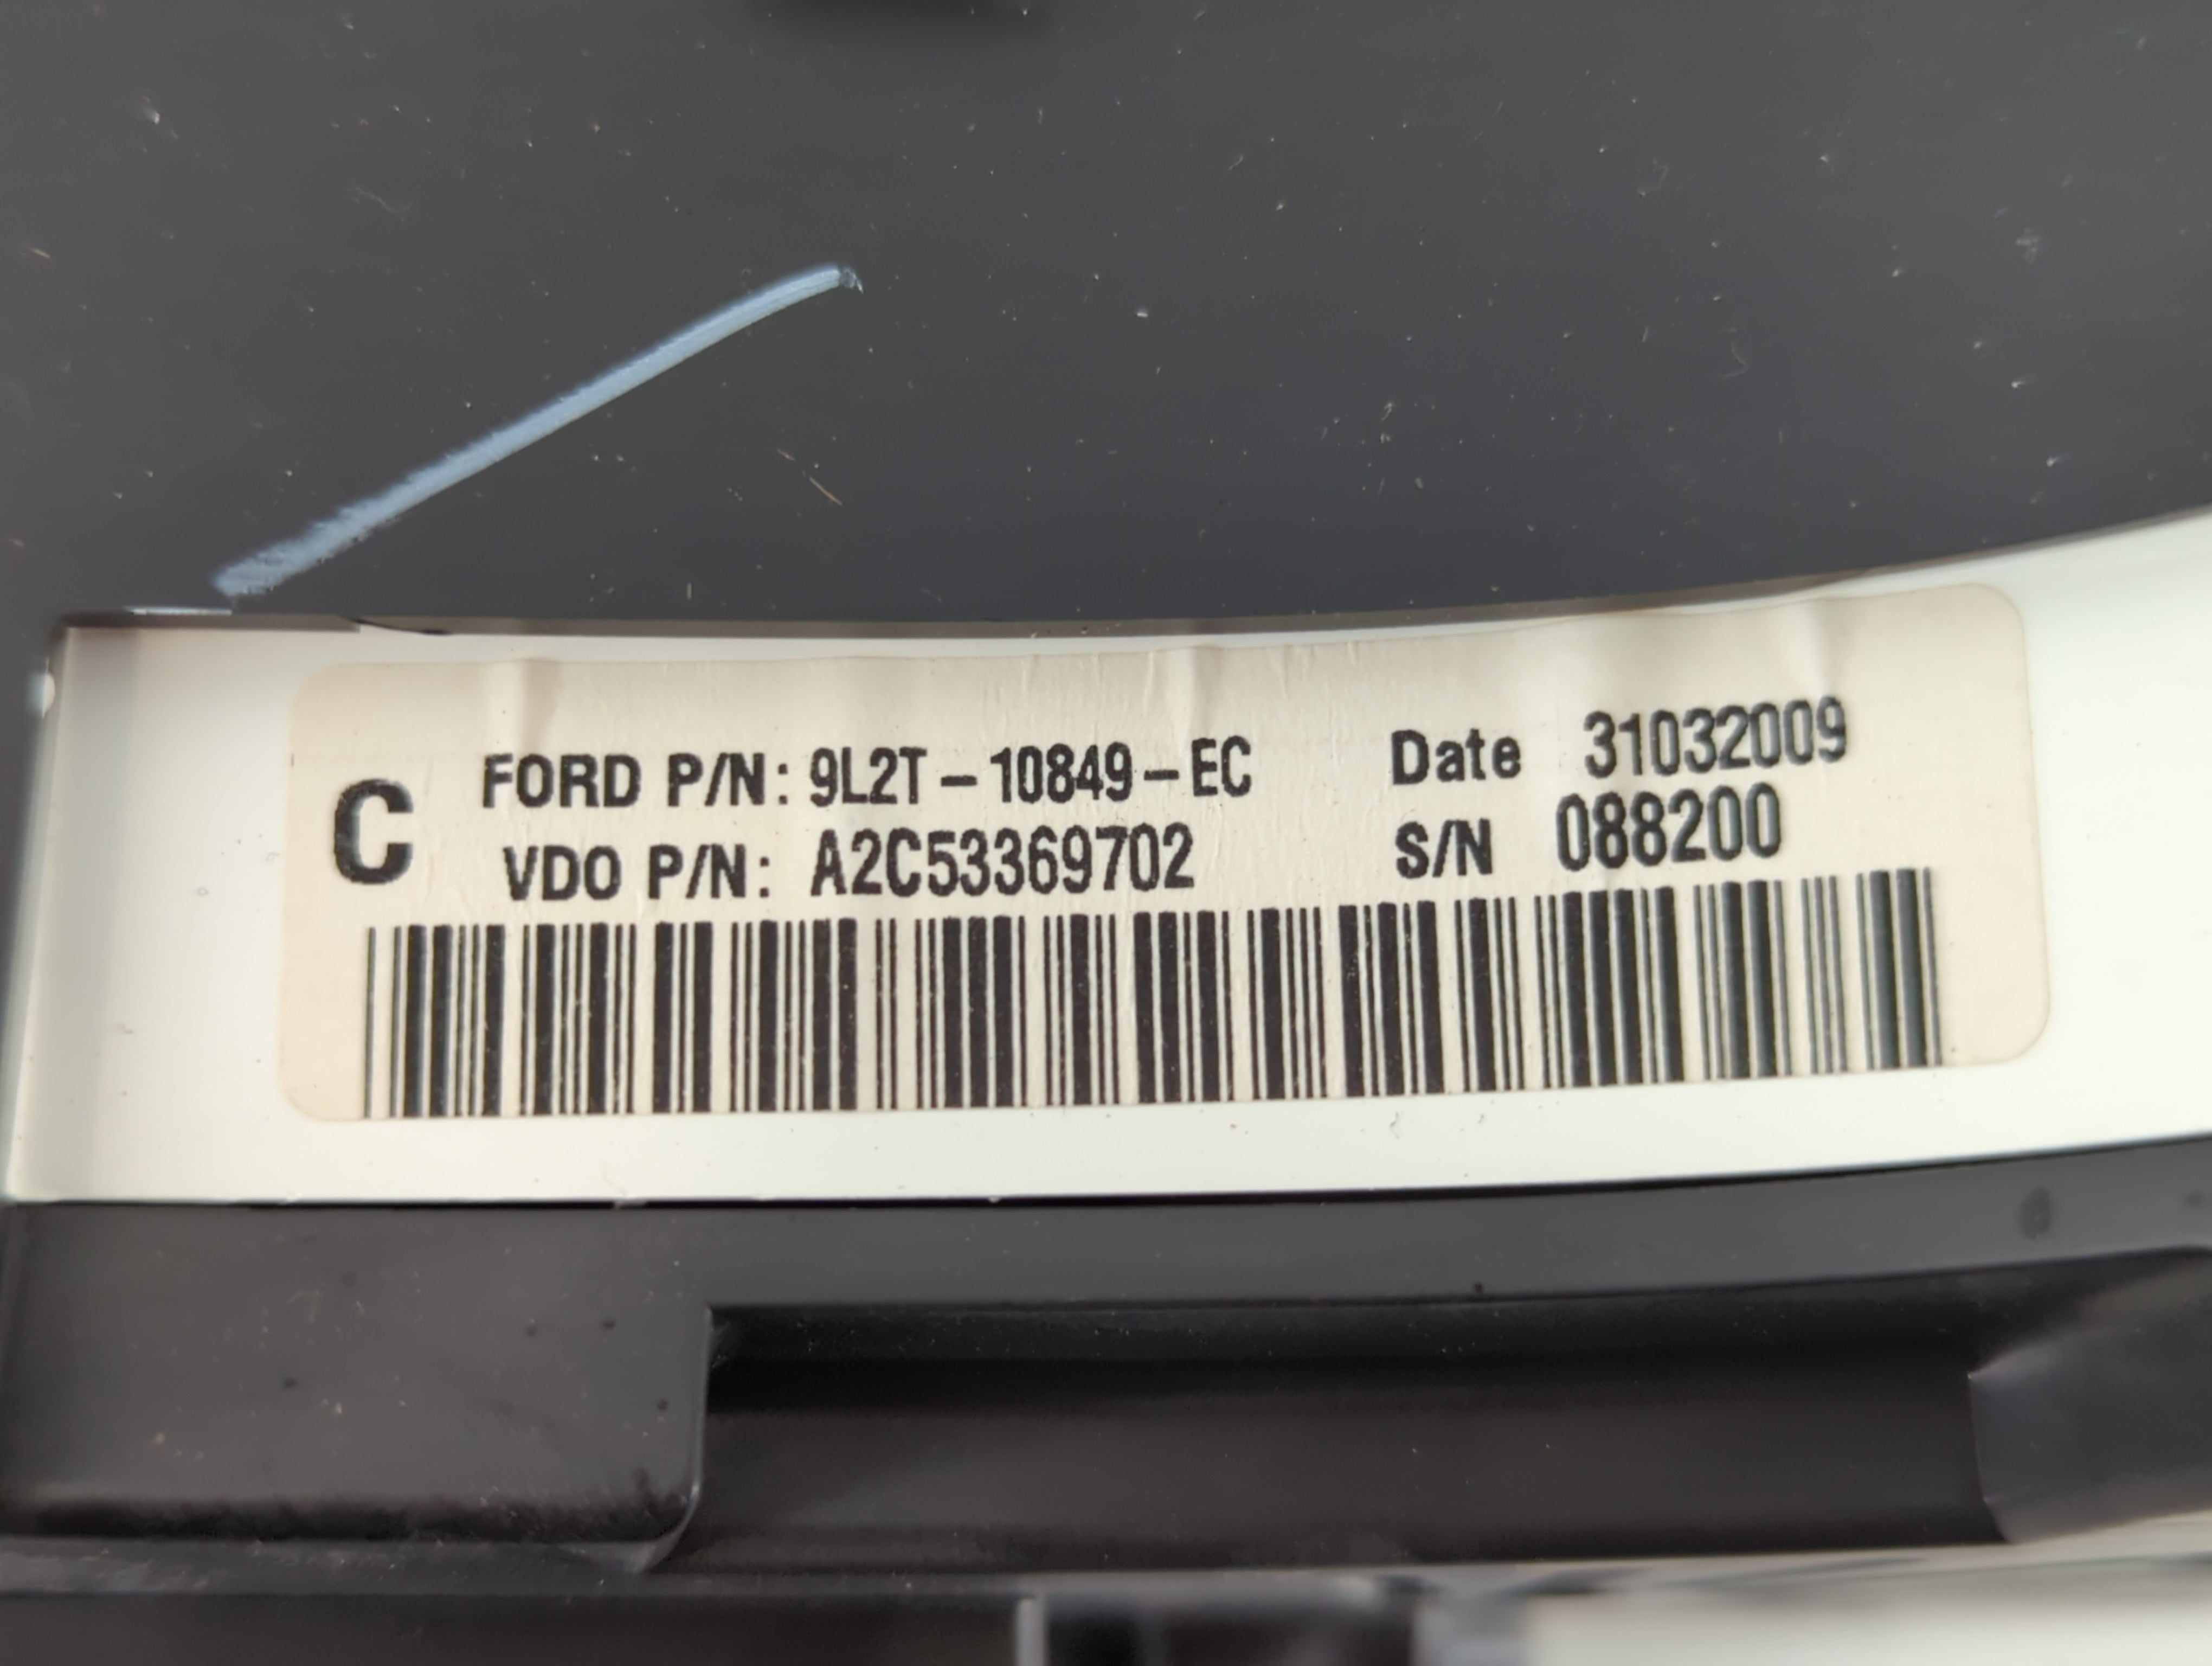 C
FORD P/N: 9L2T-10849-EC Date 31032009
VDO P/N: A2C53369702 S/N 088200